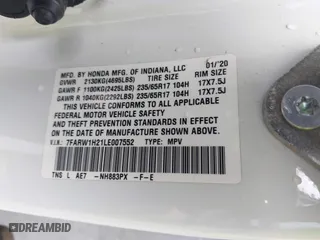 MFD. BY HONDA MFG. OF INDIANA, LLC 01/'20
GVWR 2130KG(4695LBS) TIRE SIZE RIM SIZE
GAWR F 1100KG(2425LBS) 235/65R17 104H 17X7.5J
GAWR R 1040KG(2292LBS) 235/65R17 104H 17X7.5J
THIS VEHICLE CONFORMS TO ALL APPLICABLE
FEDERAL MOTOR VEHICLE SAFETY
AND BUMPER STANDARDS IN EFFECT ON
THE DATE OF MANUFACTURE SHOWN ABOVE.
V.I.N.: 7FARW1H21LE007552 TYPE: MPV
TNS L AE7 -NH883PX -F-E
DREAMBID